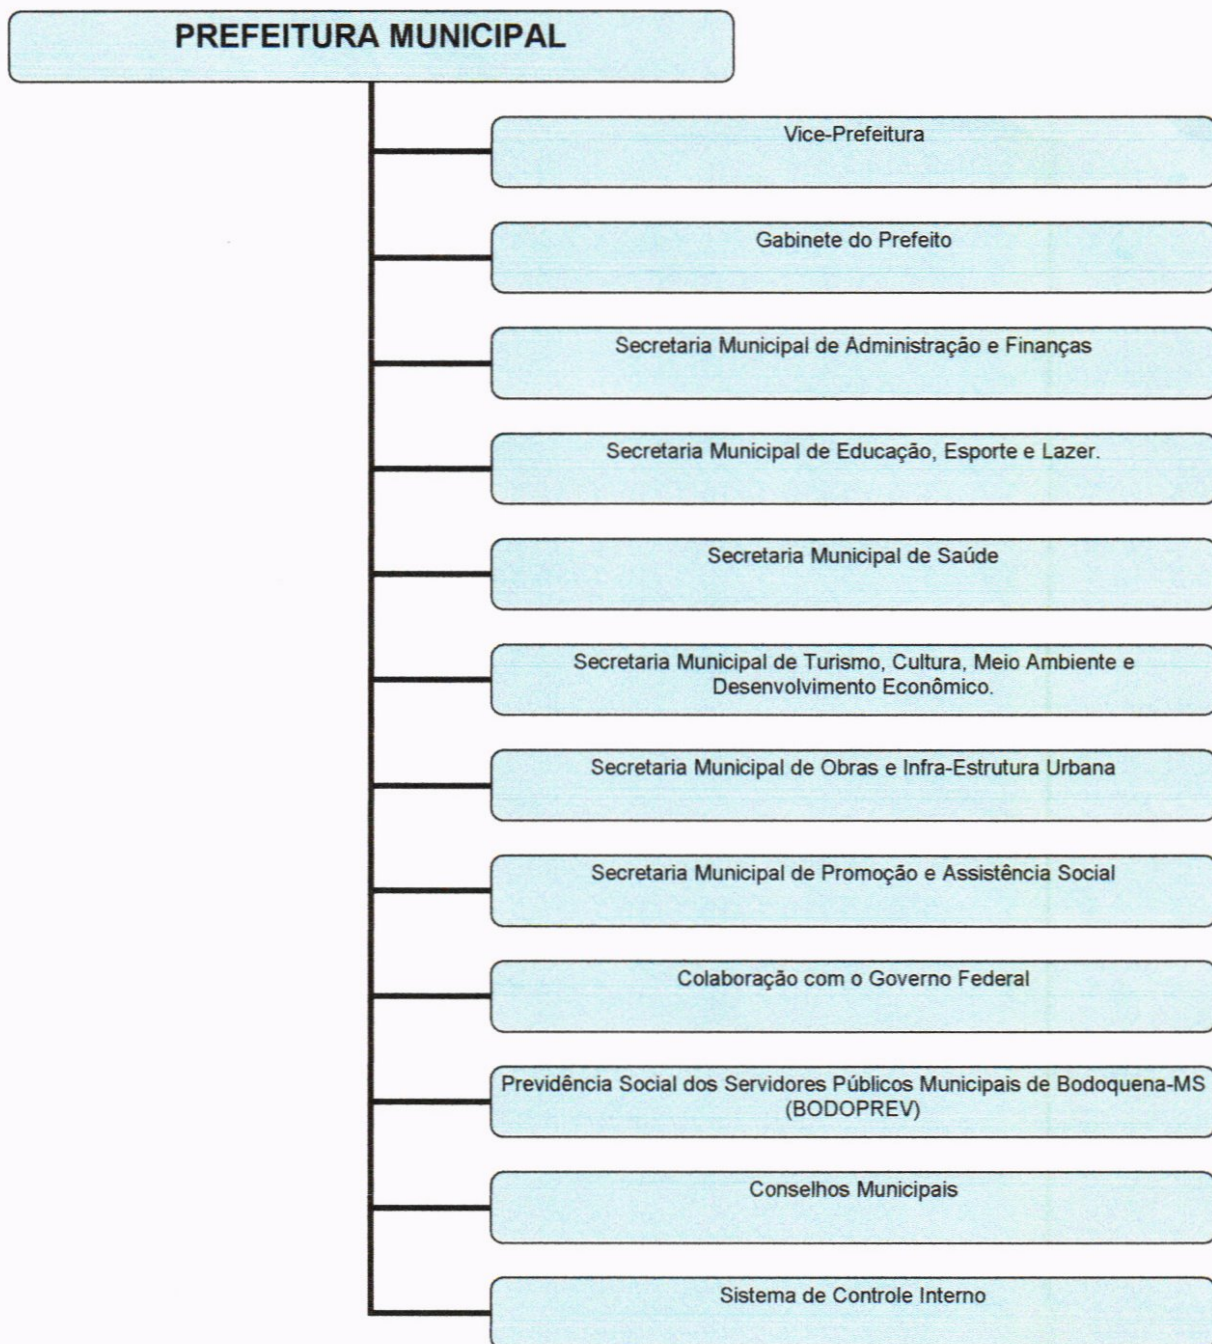 PREFEITURA MUNICIPAL
Vice-Prefeitura
Gabinete do Prefeito
Secretaria Municipal de Administração e Finanças
Secretaria Municipal de Educação, Esporte e Lazer.
Secretaria Municipal de Saúde
Secretaria Municipal de Turismo, Cultura, Meio Ambiente e
Desenvolvimento Econômico.
Secretaria Municipal de Obras e Infra-Estrutura Urbana
Secretaria Municipal de Promoção e Assistência Social
Colaboração com o Governo Federal
Previdência Social dos Servidores Públicos Municipais de Bodoquena-MS
(BODOPREV)
Conselhos Municipais
Sistema de Controle Interno